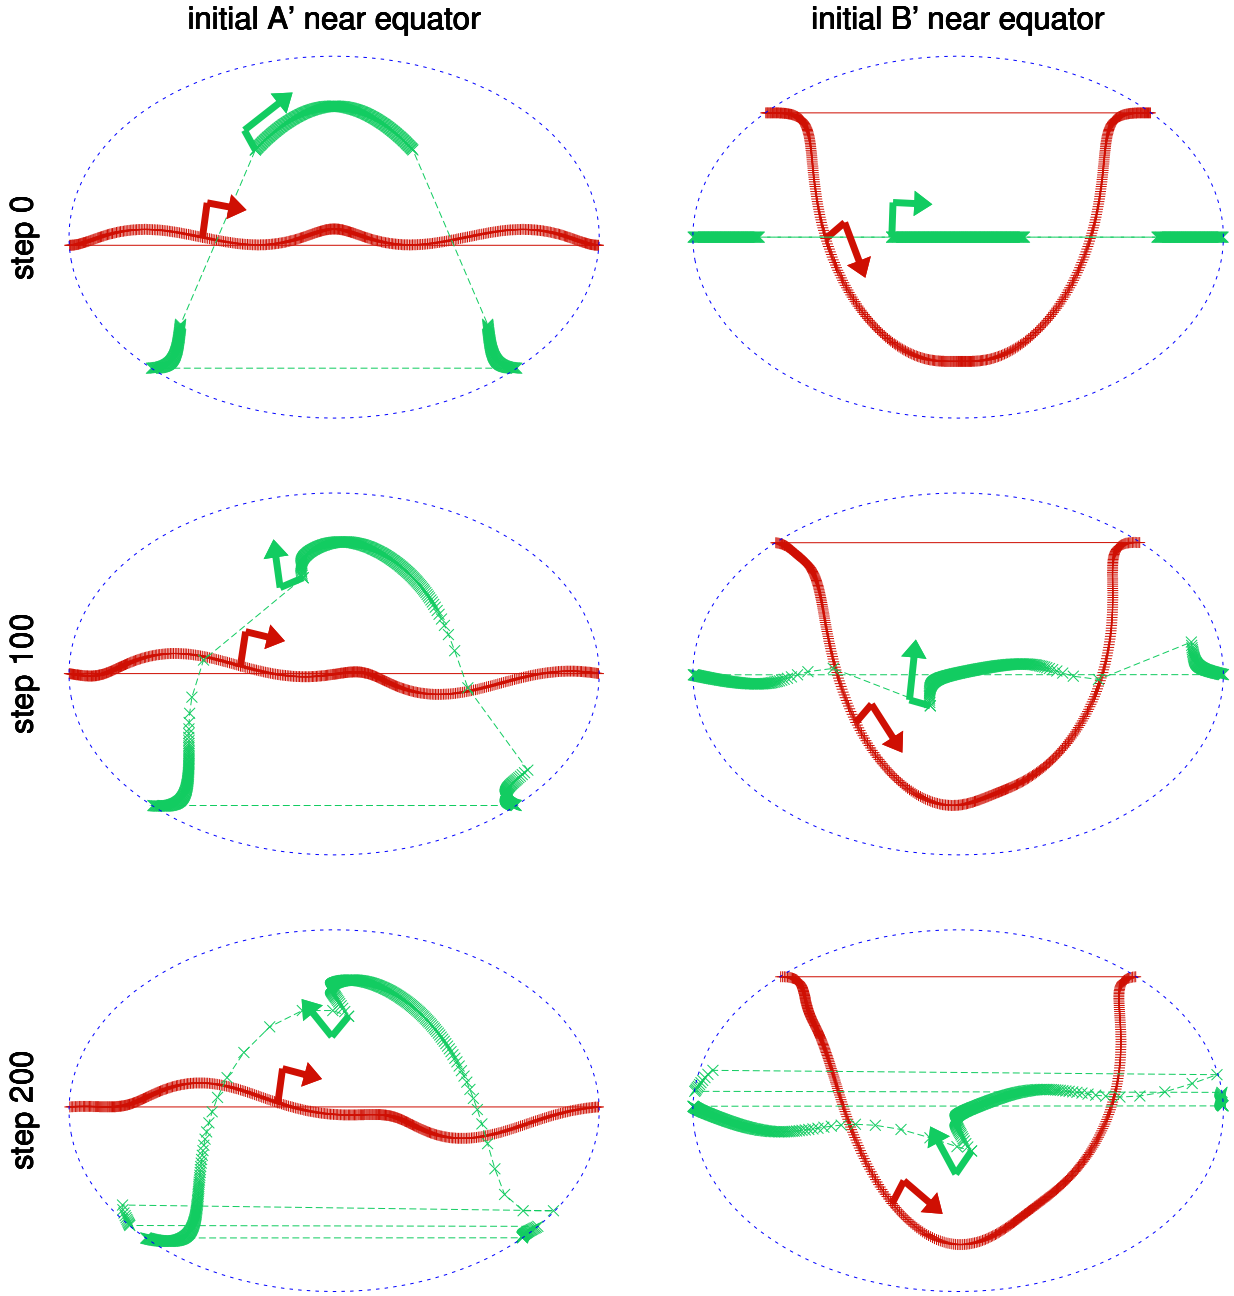 initial A’ near equator
initial B’ near equator
step 0
step 100
step 200